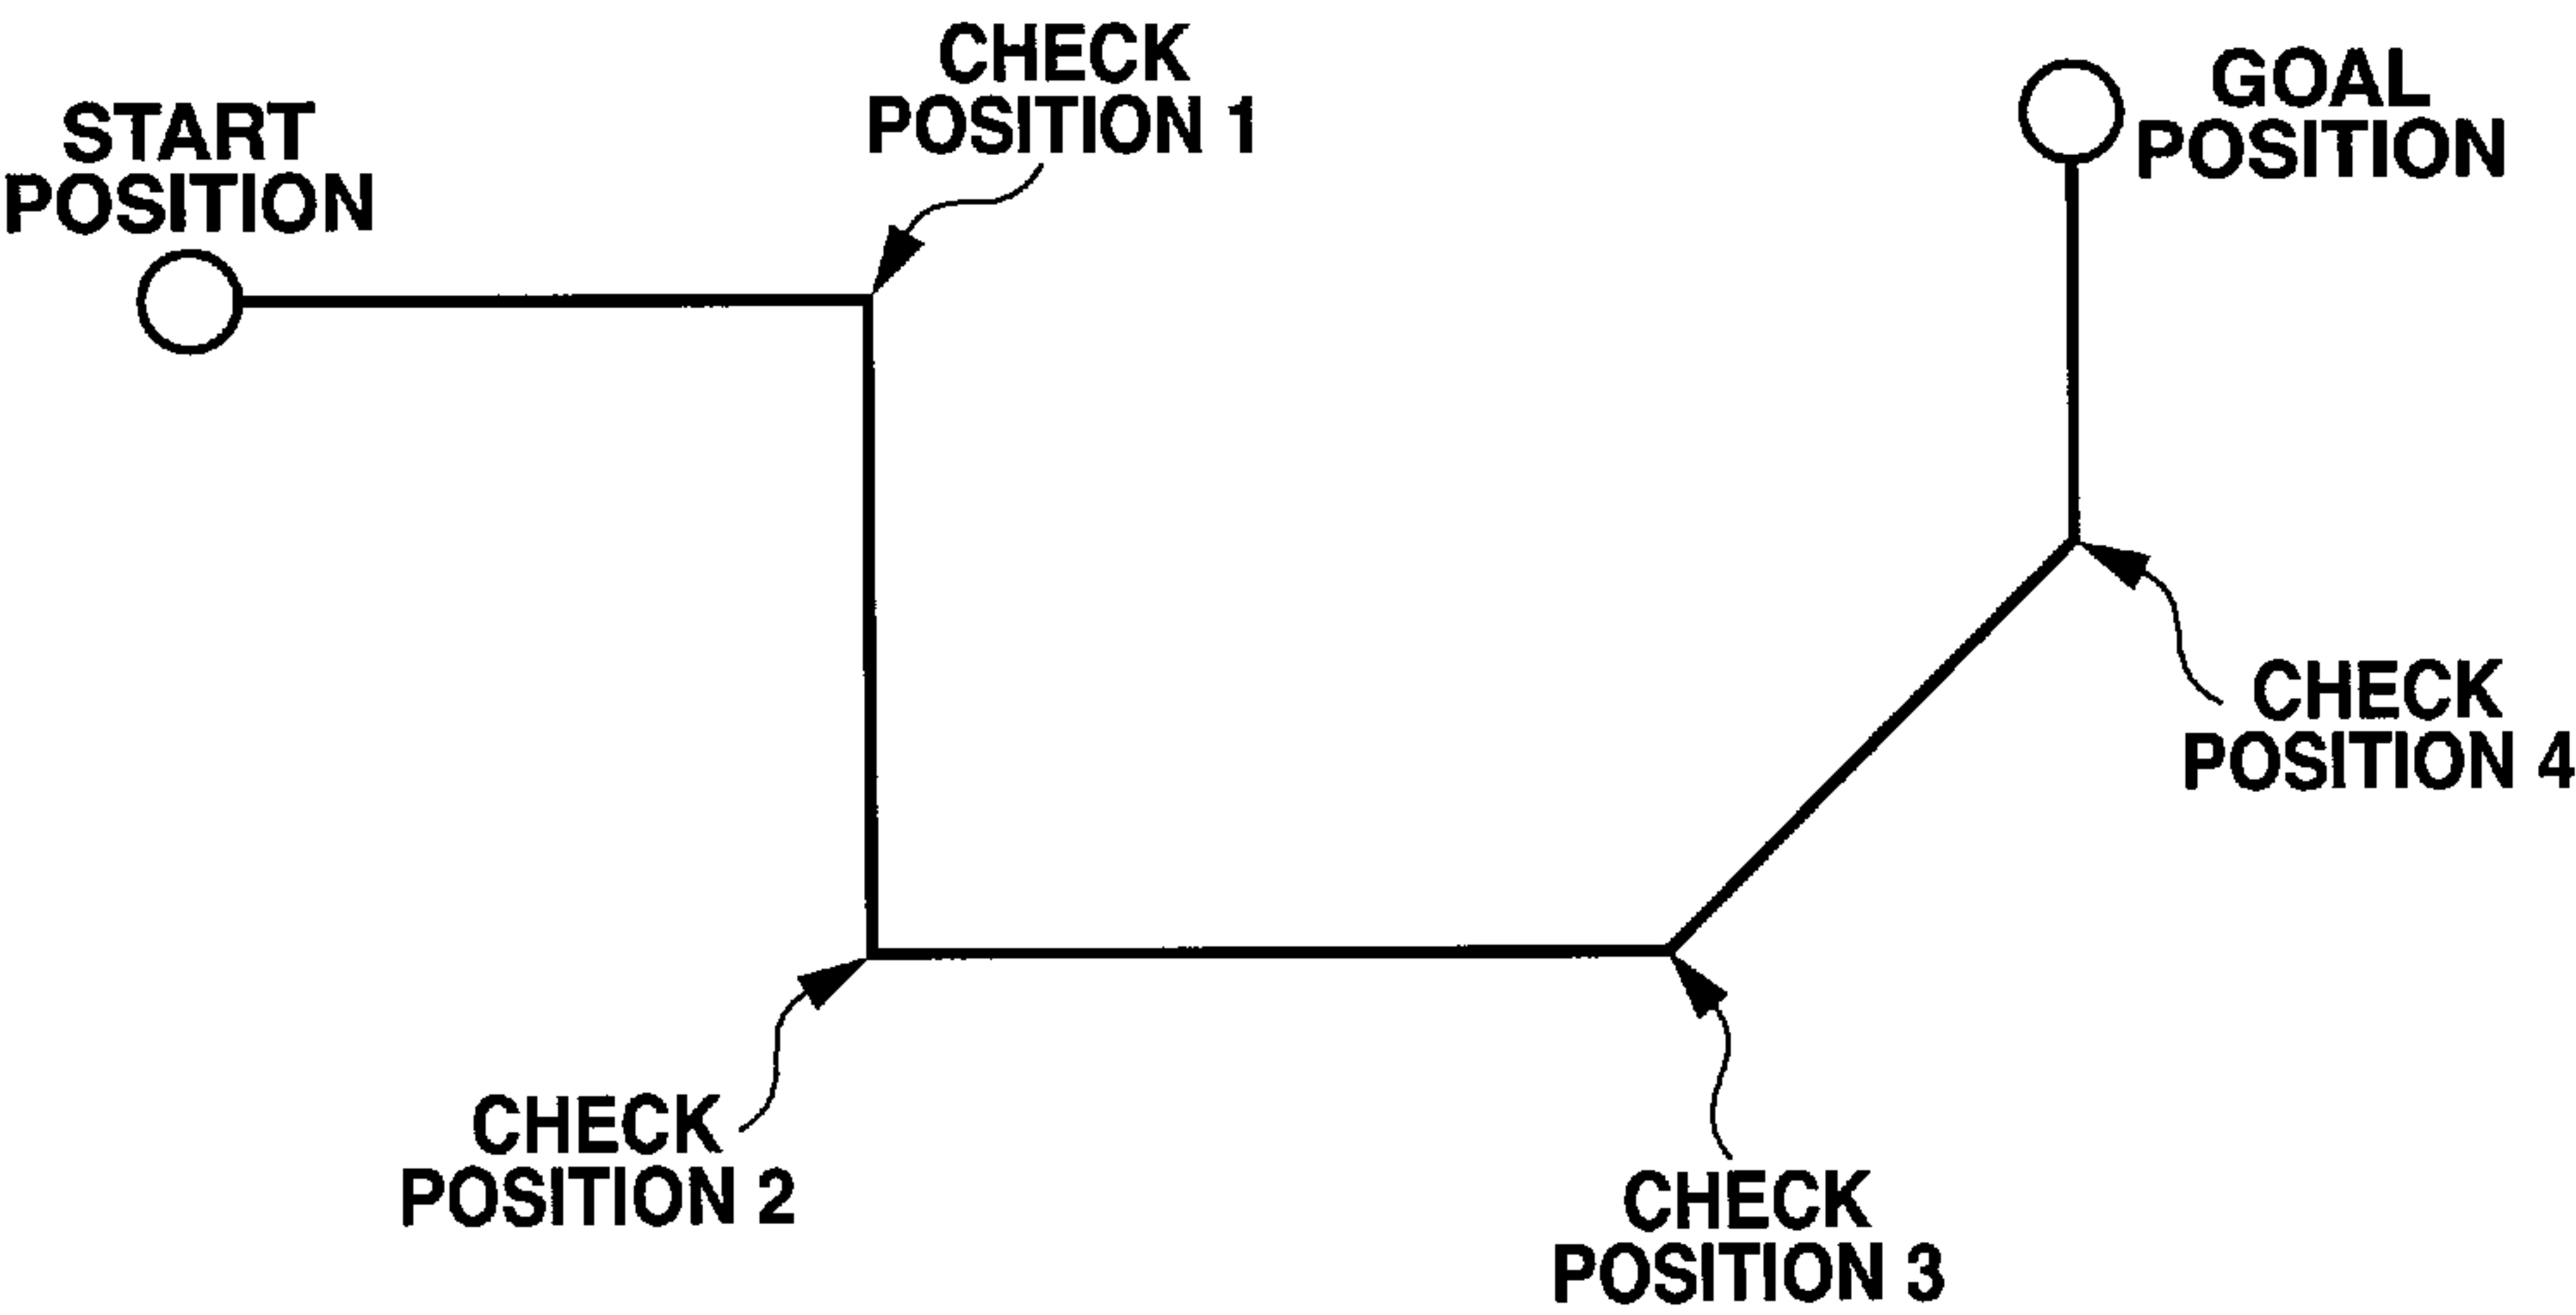 START
POSITION
CHECK
POSITION 1
GOAL
POSITION
CHECK
POSITION 4
CHECK
POSITION 2
CHECK
POSITION 3